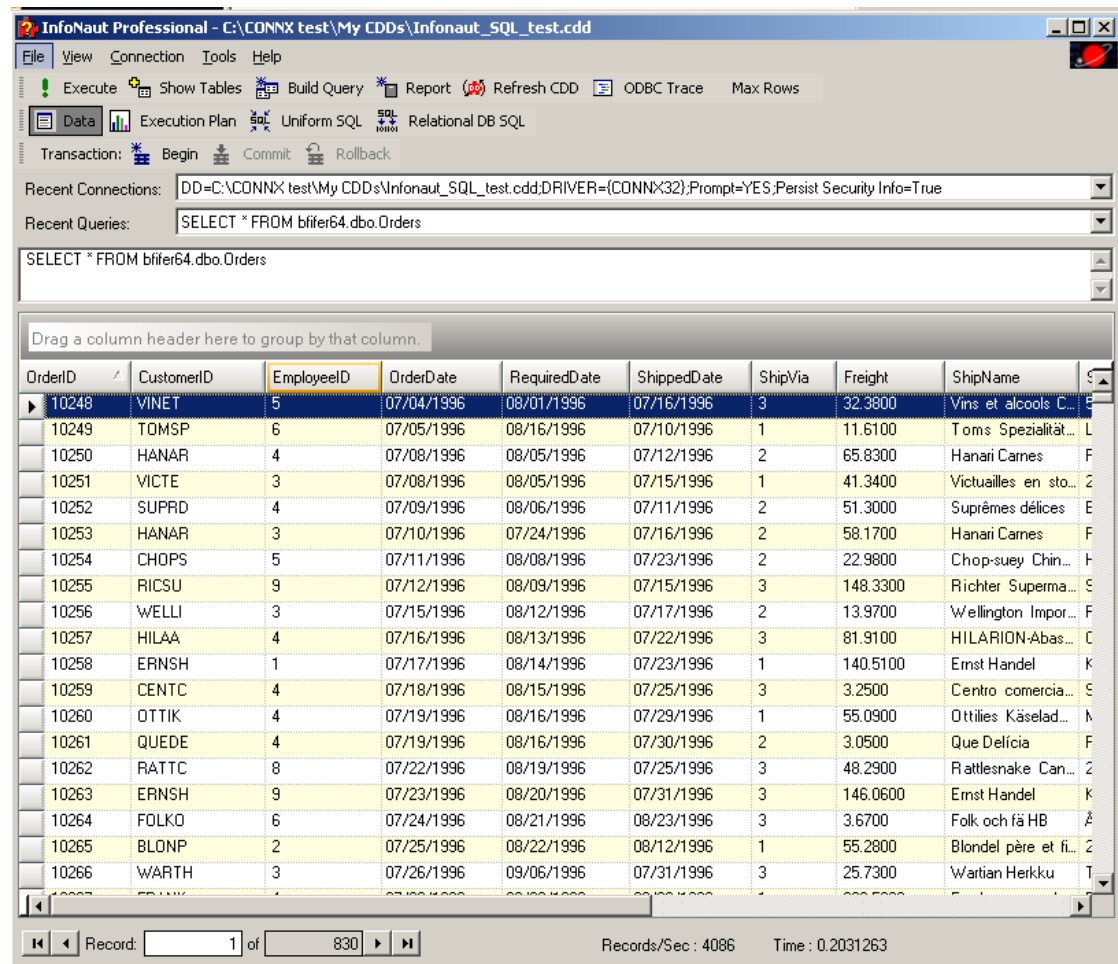 InfoNaut Professional - C:\CONNX test\My CDDs\Infonaut_SQL_test.cdd
File View Connection Tools Help
Execute Show Tables Build Query Report Refresh CDD ODBC Trace Max Rows
Data Execution Plan Uniform SQL Relational DB SQL
Transaction: Begin Commit Rollback
Recent Connections: DD=C:\CONNX test\My CDDs\Infonaut_SQL_test.cdd;DRIVER={CONNX32};Prompt=YES;Persist Security Info=True
Recent Queries: SELECT * FROM bfifer64.dbo.Orders
SELECT * FROM bfifer64.dbo.Orders
Drag a column header here to group by that column.
OrderID CustomerID EmployeeID OrderDate RequiredDate ShippedDate ShipVia Freight ShipName
10248 VINET 5 07/04/1996 08/01/1996 07/16/1996 3 32.3800 Vins et alcools C...
10249 TOMSP 6 07/05/1996 08/16/1996 07/10/1996 1 11.6100 Toms Spezialität...
10250 HANAR 4 07/08/1996 08/05/1996 07/12/1996 2 65.8300 Hanari Carnes
10251 VICTE 3 07/08/1996 08/05/1996 07/15/1996 1 41.3400 Victuailles en sto...
10252 SUPRD 4 07/09/1996 08/06/1996 07/11/1996 2 51.3000 Suprêmes délices
10253 HANAR 3 07/10/1996 07/24/1996 07/16/1996 2 58.1700 Hanari Carnes
10254 CHOPS 5 07/11/1996 08/08/1996 07/23/1996 2 22.9800 Chop-suey Chin...
10255 RICSU 9 07/12/1996 08/09/1996 07/15/1996 3 148.3300 Richter Superma...
10256 WELLI 3 07/15/1996 08/12/1996 07/17/1996 2 13.9700 Wellington Impor...
10257 HILAA 4 07/16/1996 08/13/1996 07/22/1996 3 81.9100 HILARION-Abas...
10258 ERNSH 1 07/17/1996 08/14/1996 07/23/1996 1 140.5100 Ernst Handel
10259 CENTC 4 07/18/1996 08/15/1996 07/25/1996 3 3.2500 Centro comercia...
10260 OTTIK 4 07/19/1996 08/16/1996 07/29/1996 1 55.0900 Ottilies Käselad...
10261 QUEDE 4 07/19/1996 08/16/1996 07/30/1996 2 3.0500 Que Delícia
10262 RATTC 8 07/22/1996 08/19/1996 07/25/1996 3 48.2900 Rattlesnake Can...
10263 ERNSH 9 07/23/1996 08/20/1996 07/31/1996 3 146.0600 Ernst Handel
10264 FOLKO 6 07/24/1996 08/21/1996 08/23/1996 3 3.6700 Folk och fä HB
10265 BLONP 2 07/25/1996 08/22/1996 08/12/1996 1 55.2800 Blondel père et fi...
10266 WARTH 3 07/26/1996 09/06/1996 07/31/1996 3 25.7300 Wartian Herkku
Record: 1 of 830 Records/Sec : 4086 Time : 0.2031263